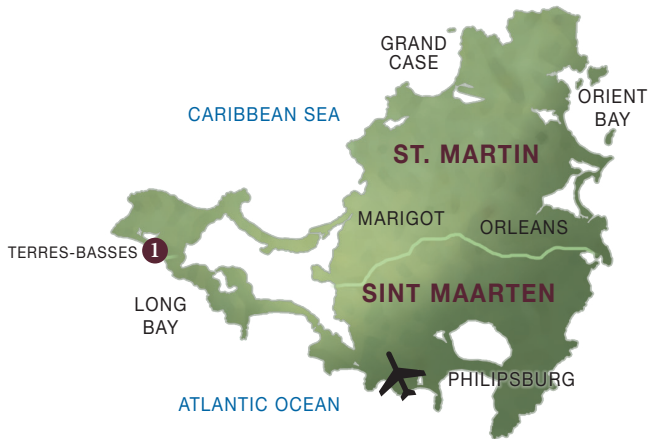 GRAND
CASE
ORIENT
BAY
CARIBBEAN SEA
ST. MARTIN
MARIGOT
ORLEANS
TERRES-BASSES
1
SINT MAARTEN
LONG
BAY
PHILIPSBURG
ATLANTIC OCEAN